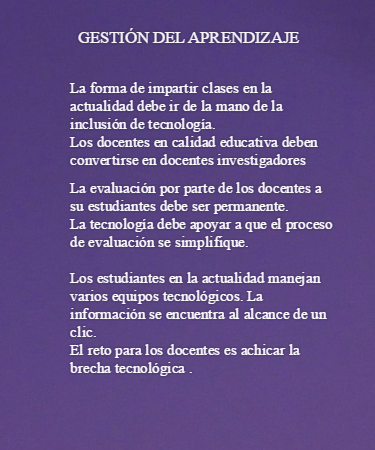 GESTIÓN DEL APRENDIZAJE
La forma de impartir clases en la
actualidad debe ir de la mano de la
inclusión de tecnología.
Los docentes en calidad educativa deben
convertirse en docentes investigadores
La evaluación por parte de los docentes a
su estudiantes debe ser permanente.
La tecnología debe apoyar a que el proceso
de evaluación se simplifique.
Los estudiantes en la actualidad manejan
varios equipos tecnológicos. La
información se encuentra al alcance de un
clic.
El reto para los docentes es achicar la
brecha tecnológica .